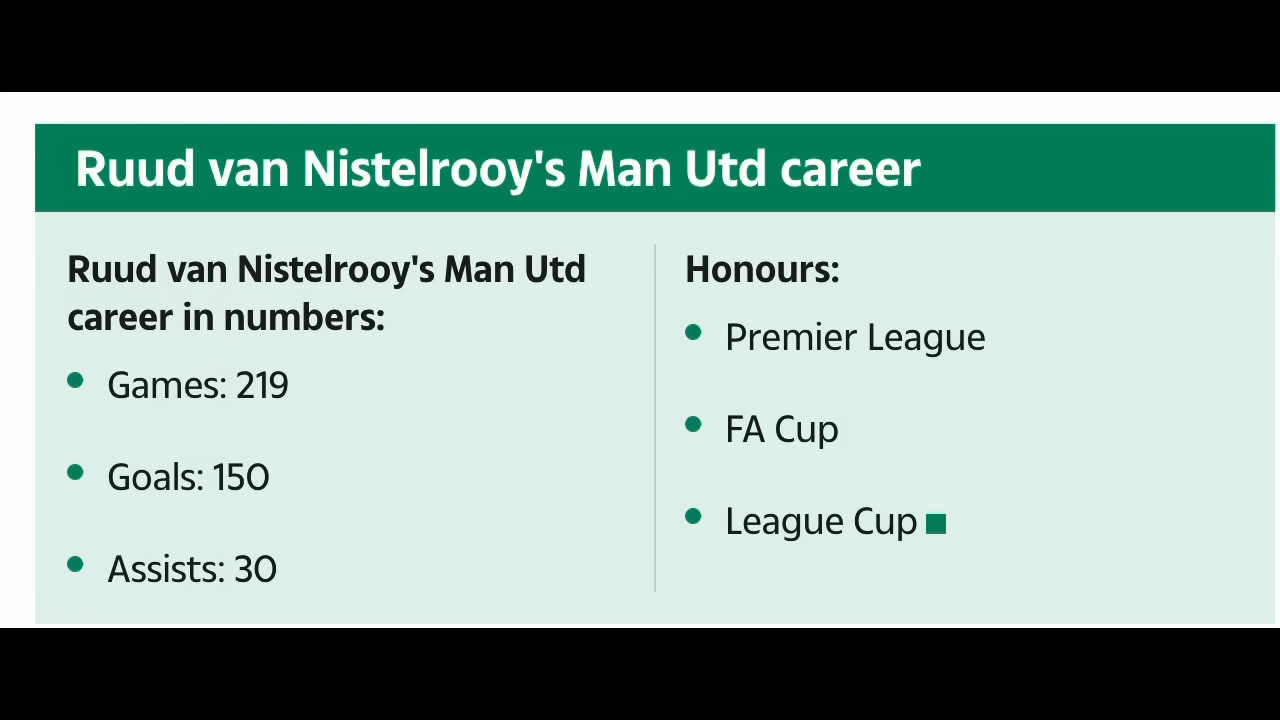 Ruud van Nistelrooy's Man Utd career
Ruud van Nistelrooy's Man Utd
career in numbers:
Games: 219
Goals: 150
Assists: 30
Honours:
Premier League
FA Cup
League Cup